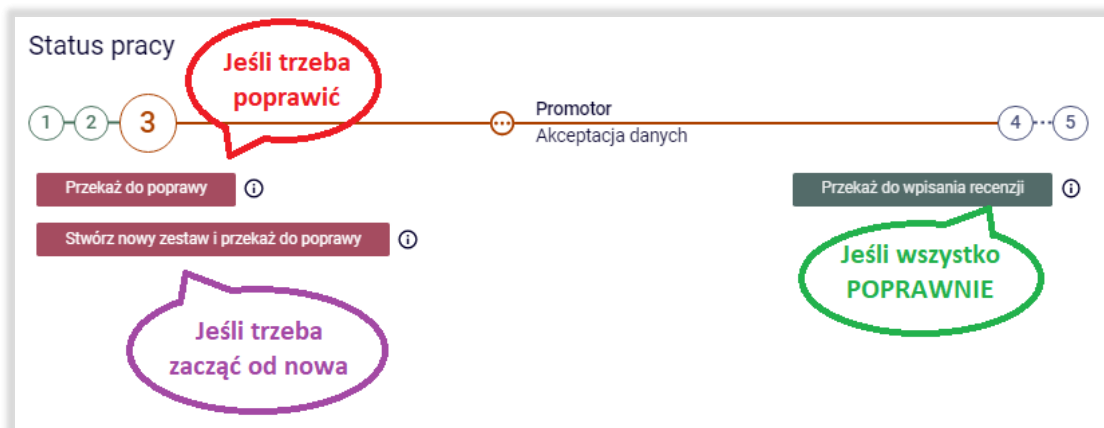 Status pracy
Jeśli trzeba
poprawić
1
2
3
Promotor
Akceptacja danych
4
5
Przekaż do poprawy
Przekaż do wpisania recenzji
Stwórz nowy zestaw i przekaż do poprawy
Jeśli wszystko
POPRAWNIE
Jeśli trzeba
zacząć od nowa